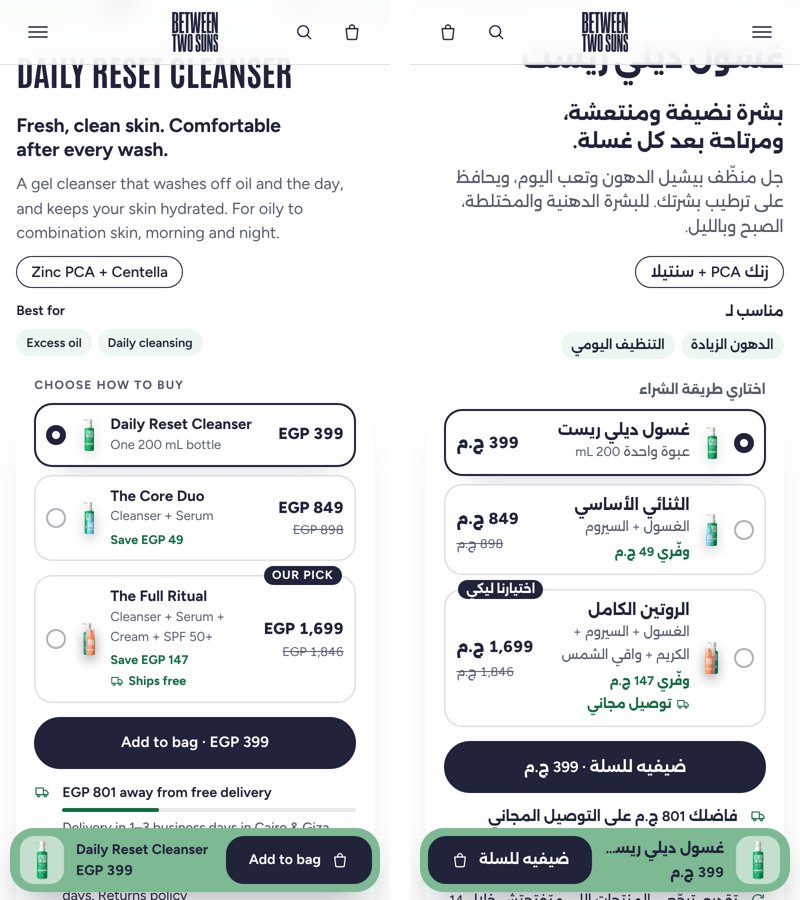 BETWEEN
TWO SUNS
DAILY RESET CLEANSER
Fresh, clean skin. Comfortable
after every wash.
A gel cleanser that washes off oil and the day,
and keeps your skin hydrated. For oily to
combination skin, morning and night.
Zinc PCA + Centella
Best for
Excess oil
Daily cleansing
CHOOSE HOW TO BUY
Daily Reset Cleanser
One 200 mL bottle
EGP 399
The Core Duo
Cleanser + Serum
Save EGP 49
EGP 849
EGP 898
OUR PICK
The Full Ritual
Cleanser + Serum +
Cream + SPF 50+
Save EGP 147
Ships free
EGP 1,699
EGP 1,846
Add to bag · EGP 399
EGP 801 away from free delivery
Delivery in 1–3 business days in Cairo & Giza
Daily Reset Cleanser
EGP 399
Add to bag
days. Returns policy
BETWEEN
TWO SUNS
غسول ديلي ريست
بشرة نضيفة ومنتعشة،
ومرتاحة بعد كل غسلة.
جل منظّف بيشيل الدهون وتعب اليوم، ويحافظ
على ترطيب بشرتك. للبشرة الدهنية والمختلطة،
الصبح وبالليل.
زنك PCA + سنتيلا
مناسب لـ
الدهون الزيادة
التنظيف اليومي
اختاري طريقة الشراء
غسول ديلي ريست
عبوة واحدة 200 mL
399 ج.م
الثنائي الأساسي
الغسول + السيروم
وفّري 49 ج.م
849 ج.م
898 ج.م
اختيارنا ليكي
الروتين الكامل
الغسول + السيروم +
الكريم + واقي الشمس
وفّري 147 ج.م
توصيل مجاني
1,699 ج.م
1,846 ج.م
ضيفيه للسلة · 399 ج.م
فاضلك 801 ج.م على التوصيل المجاني
غسول ديلي ريس...
399 ج.م
ضيفيه للسلة